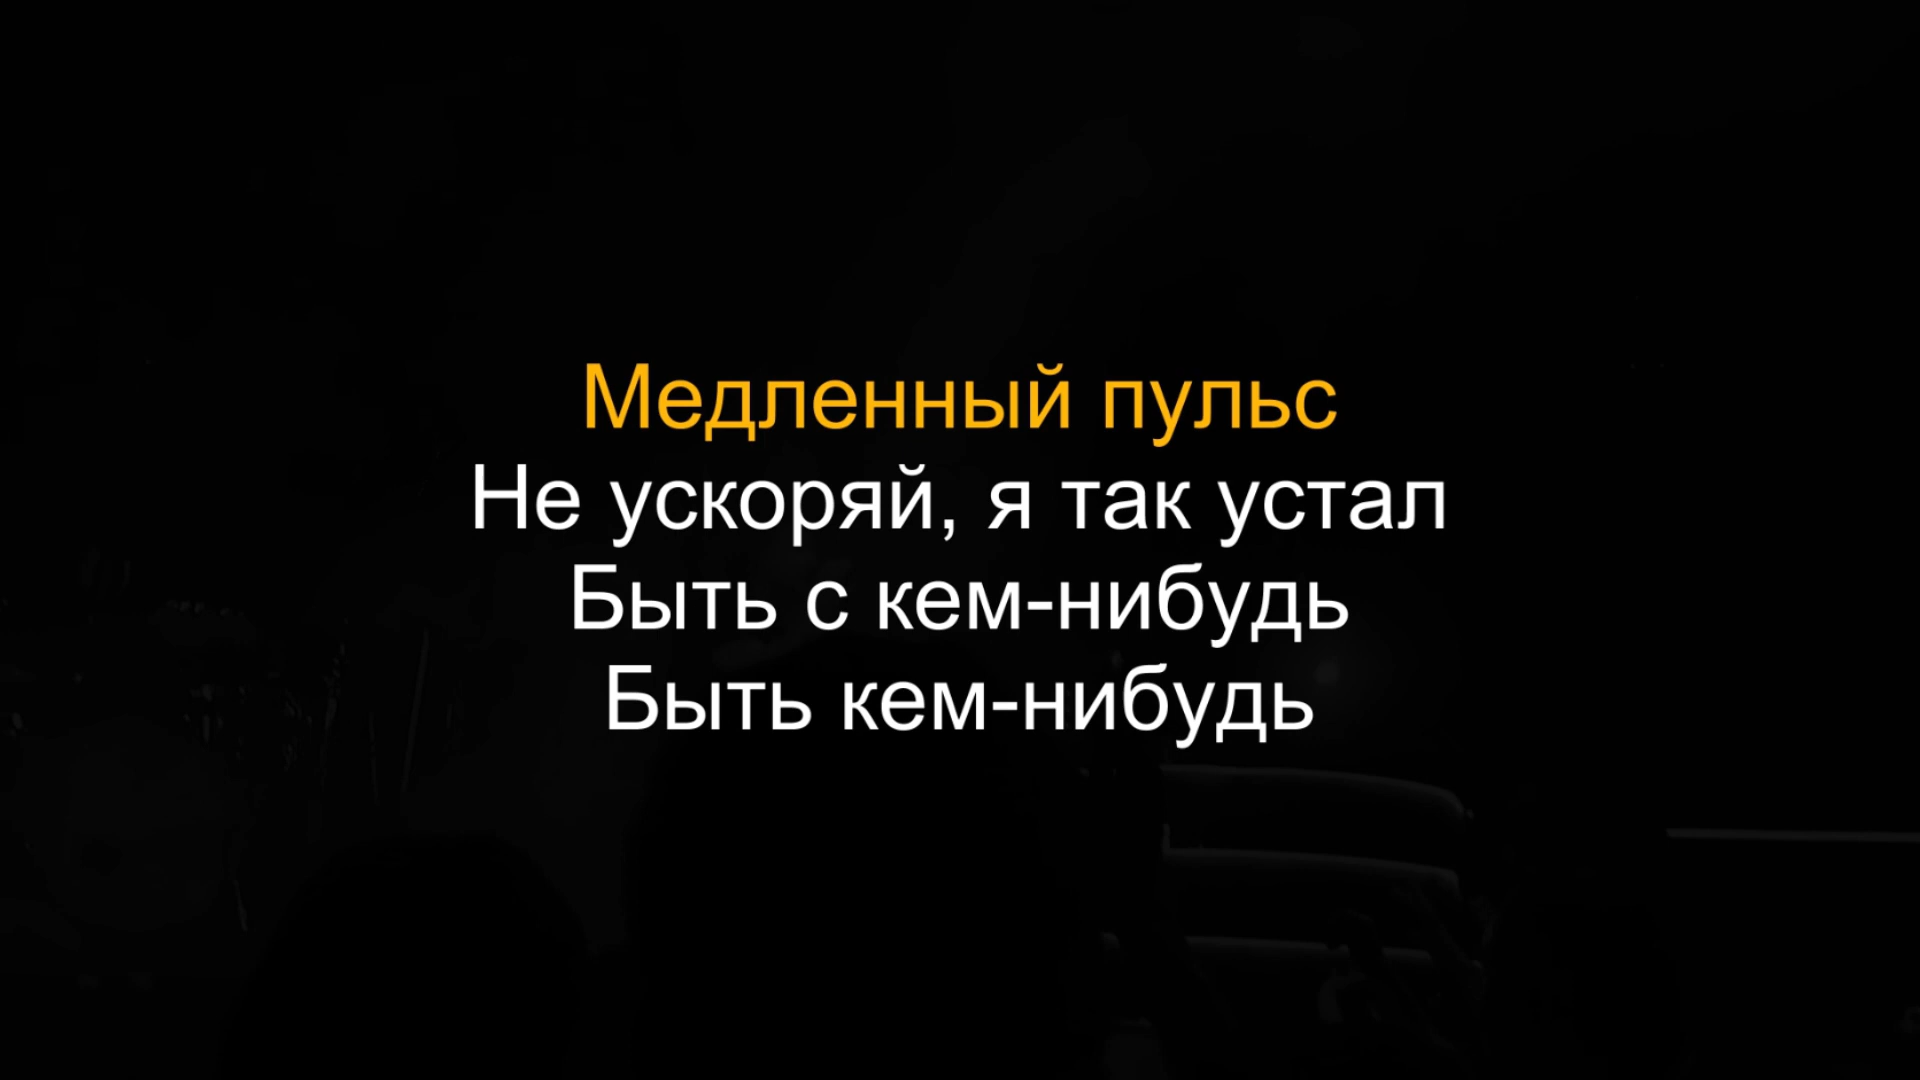 Медленный пульс
Не ускоряй, я так устал
Быть с кем-нибудь
Быть кем-нибудь